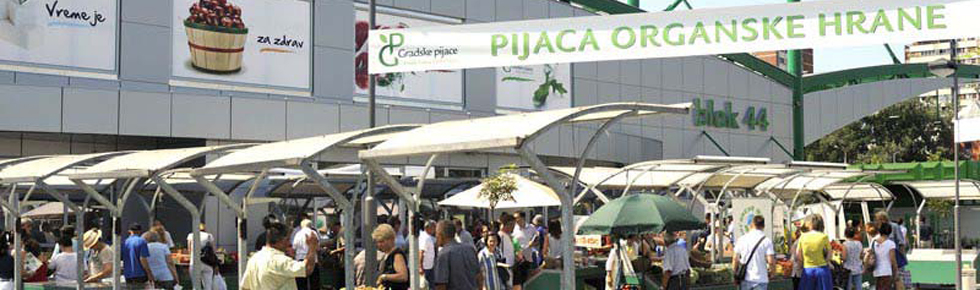 Vreme je
za zdrav
Gradske pijace
PIJACA ORGANSKE HRANE
blok 44